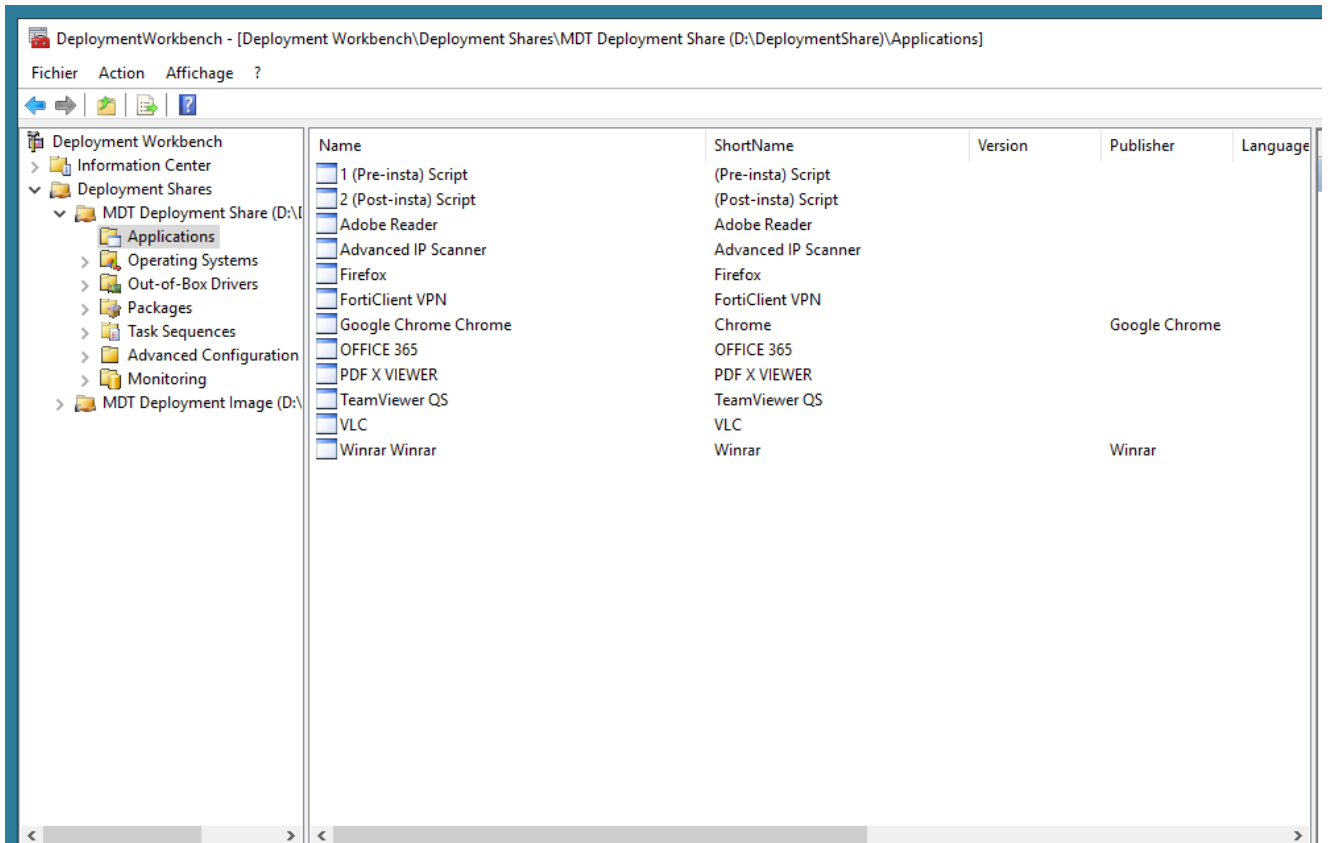 DeploymentWorkbench - [Deployment Workbench\Deployment Shares\MDT Deployment Share (D:\DeploymentShare)\Applications]
Fichier Action Affichage ?
Deployment Workbench
Information Center
Deployment Shares
MDT Deployment Share (D:\
Applications
Operating Systems
Out-of-Box Drivers
Packages
Task Sequences
Advanced Configuration
Monitoring
MDT Deployment Image (D:\
Name ShortName Version Publisher Language
1 (Pre-insta) Script (Pre-insta) Script
2 (Post-insta) Script (Post-insta) Script
Adobe Reader Adobe Reader
Advanced IP Scanner Advanced IP Scanner
Firefox Firefox
FortiClient VPN FortiClient VPN
Google Chrome Chrome Chrome Google Chrome
OFFICE 365 OFFICE 365
PDF X VIEWER PDF X VIEWER
TeamViewer QS TeamViewer QS
VLC VLC
Winrar Winrar Winrar Winrar